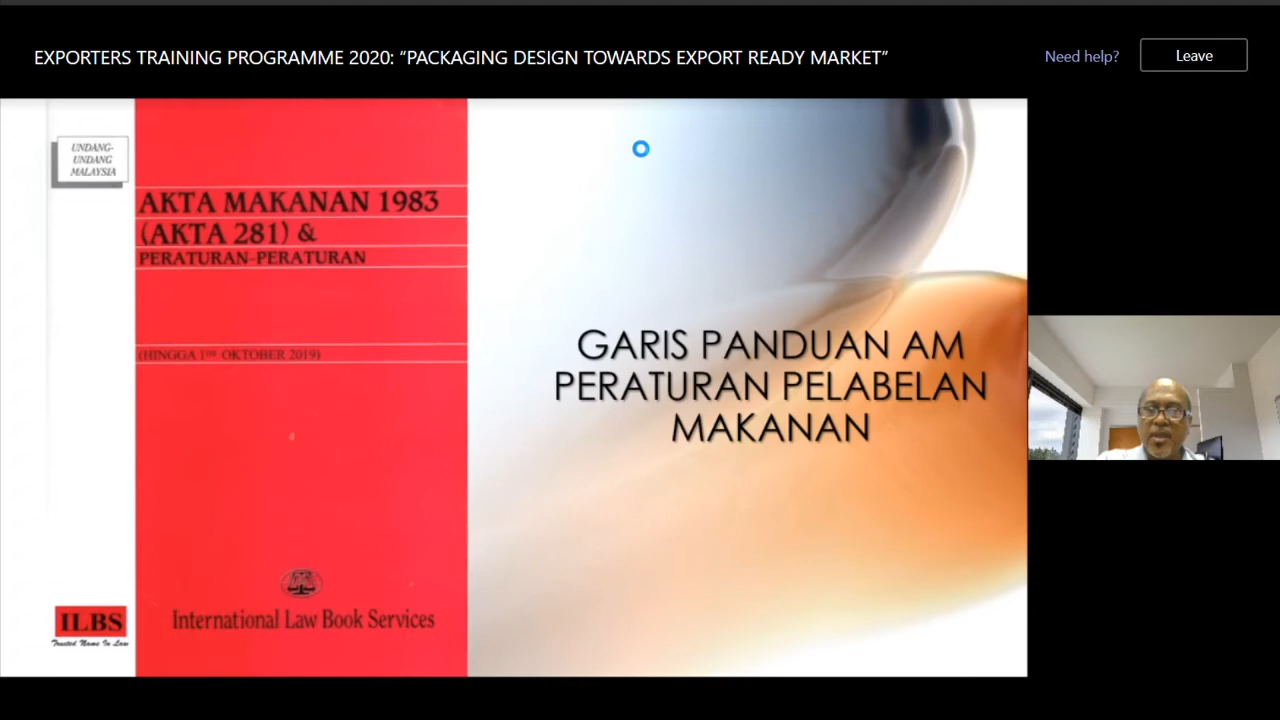 EXPORTERS TRAINING PROGRAMME 2020: “PACKAGING DESIGN TOWARDS EXPORT READY MARKET”
Need help?
Leave
UNDANG-
UNDANG
MALAYSIA
AKTA MAKANAN 1983
(AKTA 281) &
PERATURAN-PERATURAN
(HINGGA 1HB OKTOBER 2019)
International Law Book Services
ILBS
Trusted Name In Law
GARIS PANDUAN AM
PERATURAN PELABELAN
MAKANAN